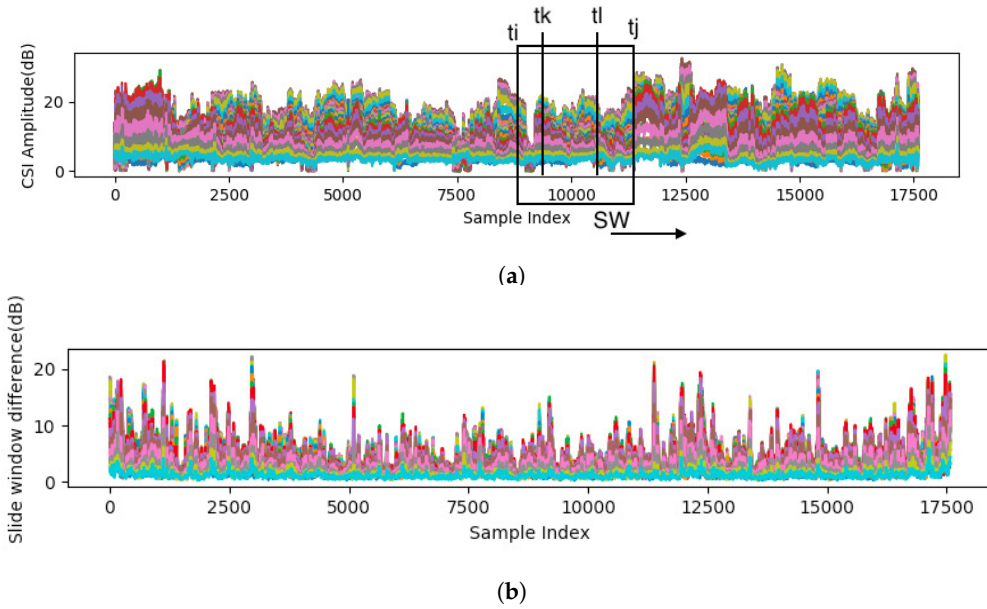 ti tk tl tj
CSI Amplitude(dB)
20
0
0 2500 5000 7500 10000 12500 15000 17500
Sample Index
SW
(a)
Slide window difference(dB)
20
10
0
0 2500 5000 7500 10000 12500 15000 17500
Sample Index
(b)